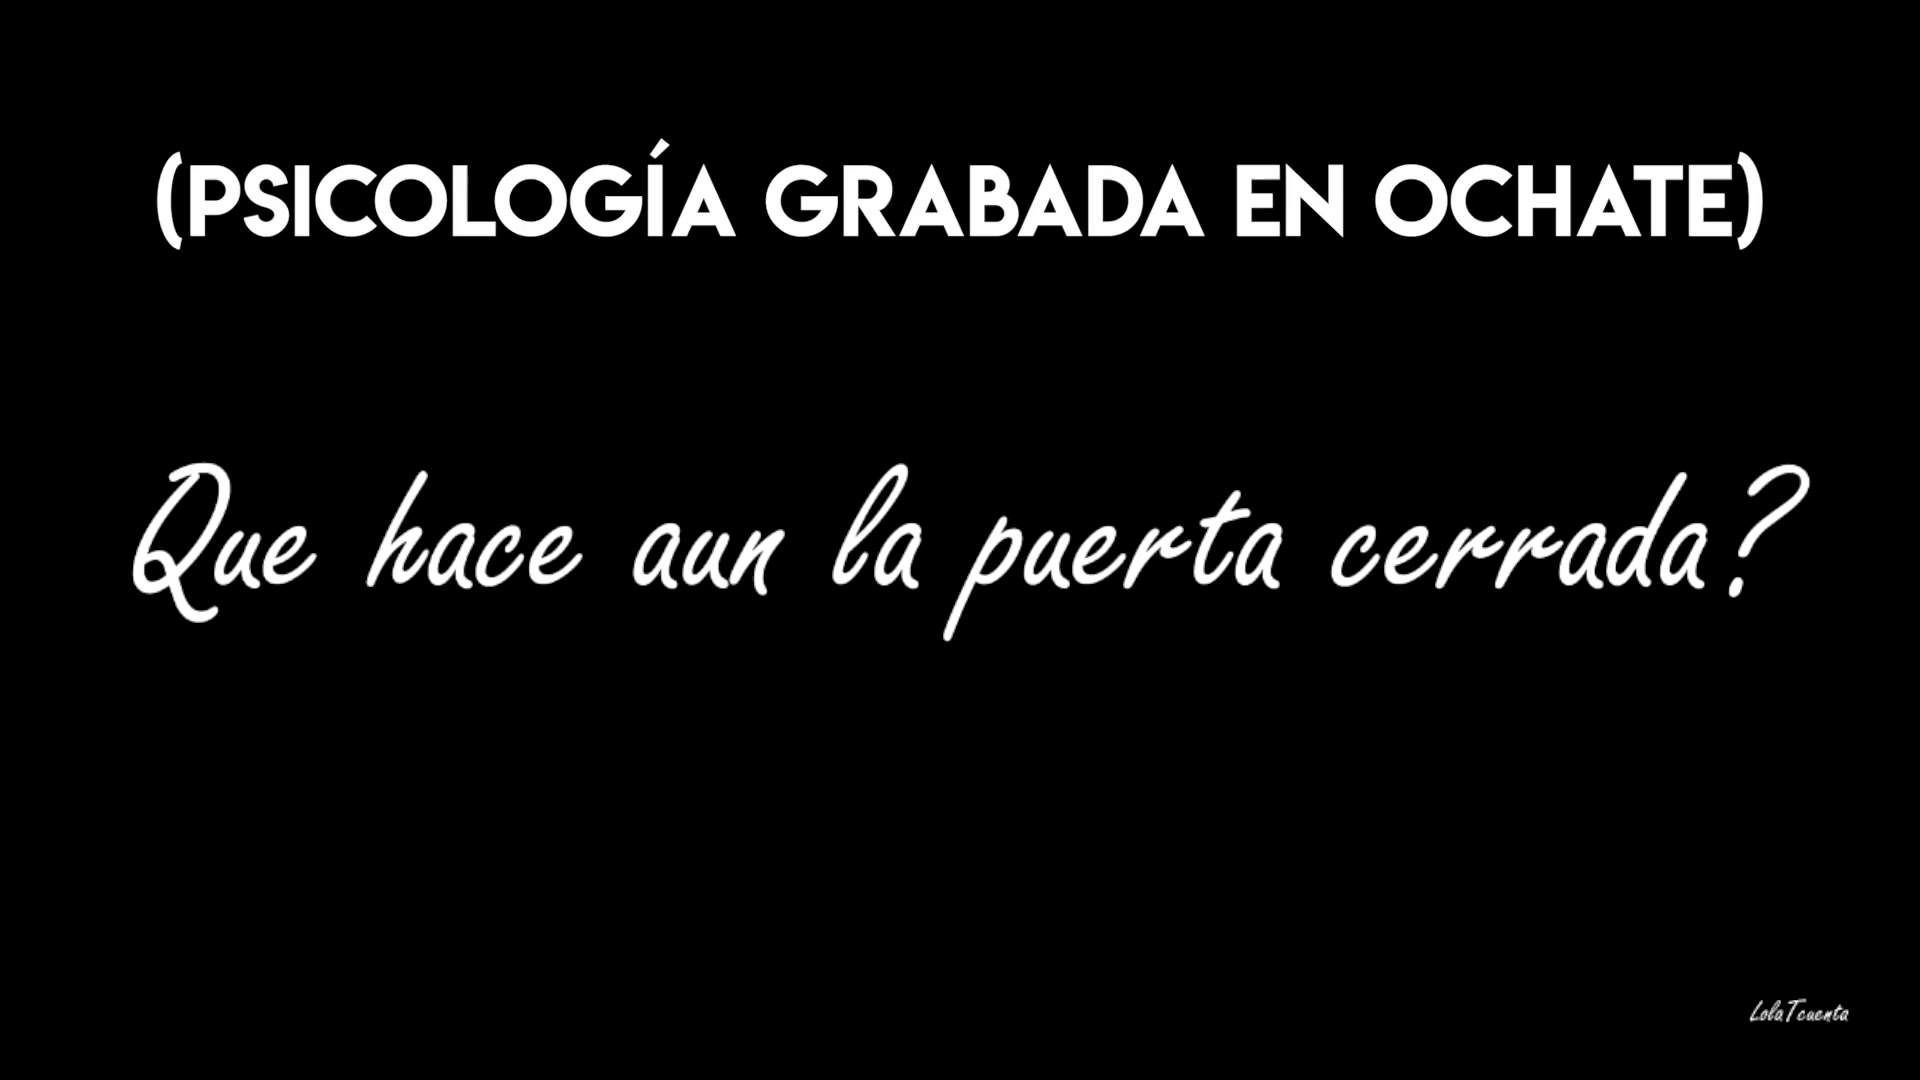 (PSICOLOGÍA GRABADA EN OCHATE)
Que hace aun la puerta cerrada?
LolaTcuenta